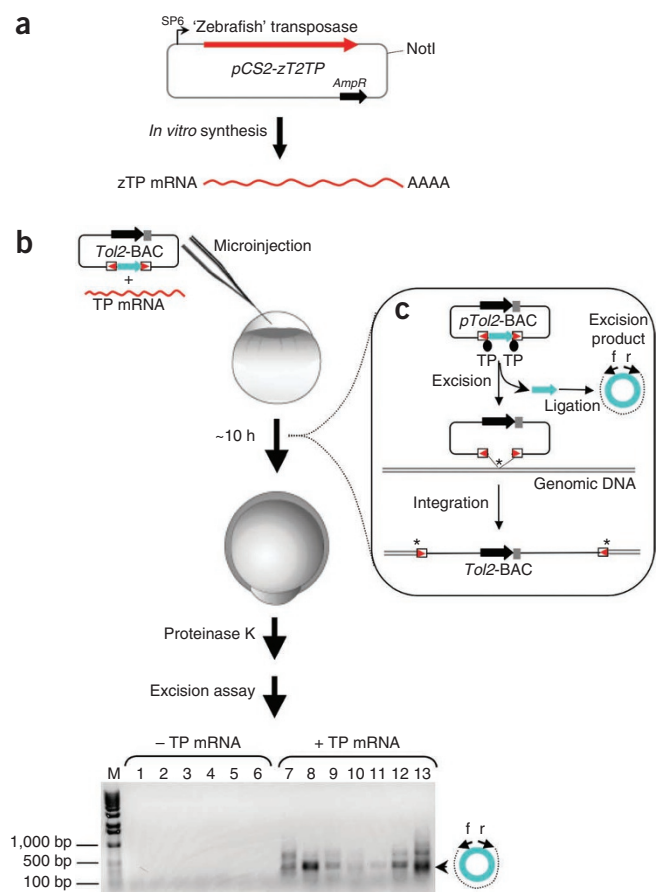 a
SP6
'Zebrafish' transposase
NotI
pCS2-zT2TP
AmpR
In vitro synthesis
zTP mRNA
AAAA
b
Tol2-BAC
+
TP mRNA
Microinjection
~10 h
Proteinase K
Excision assay
c
pTol2-BAC
TP TP
Excision
Excision
product
f r
Ligation
*
Genomic DNA
Integration
* *
Tol2-BAC
– TP mRNA + TP mRNA
M 1 2 3 4 5 6 7 8 9 10 11 12 13
1,000 bp
500 bp
100 bp
f r